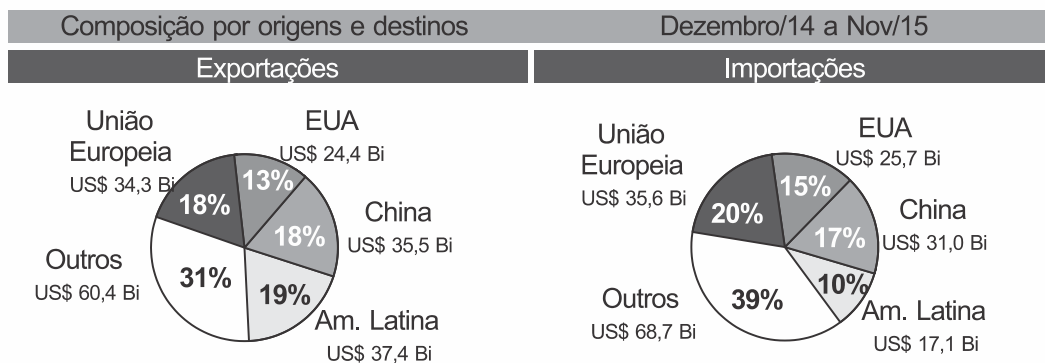 Composição por origens e destinos
Dezembro/14 a Nov/15
Exportações
União
Europeia
US$ 34,3 Bi
18%
EUA
US$ 24,4 Bi
13%
China
US$ 35,5 Bi
18%
Outros
US$ 60,4 Bi
31%
19%
Am. Latina
US$ 37,4 Bi
Importações
União
Europeia
US$ 35,6 Bi
20%
EUA
US$ 25,7 Bi
15%
China
US$ 31,0 Bi
17%
Outros
US$ 68,7 Bi
39%
10%
Am. Latina
US$ 17,1 Bi